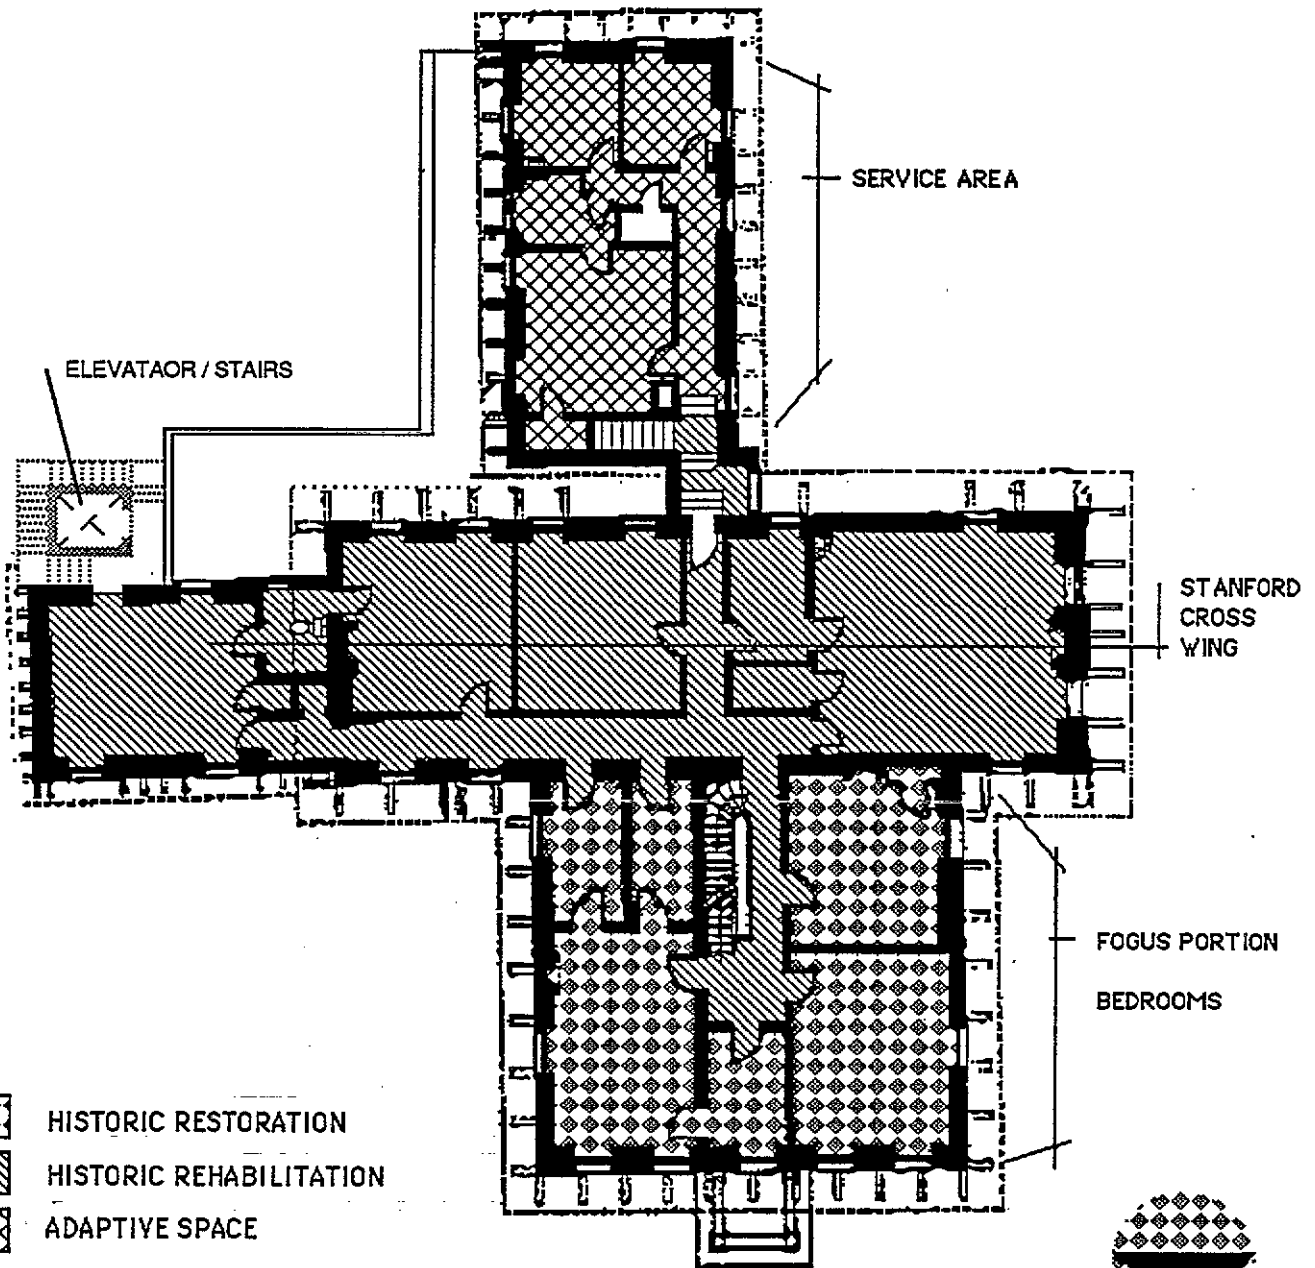 SERVICE AREA
ELEVATAOR / STAIRS
STANFORD
CROSS
WING
FOGUS PORTION
BEDROOMS
HISTORIC RESTORATION
HISTORIC REHABILITATION
ADAPTIVE SPACE